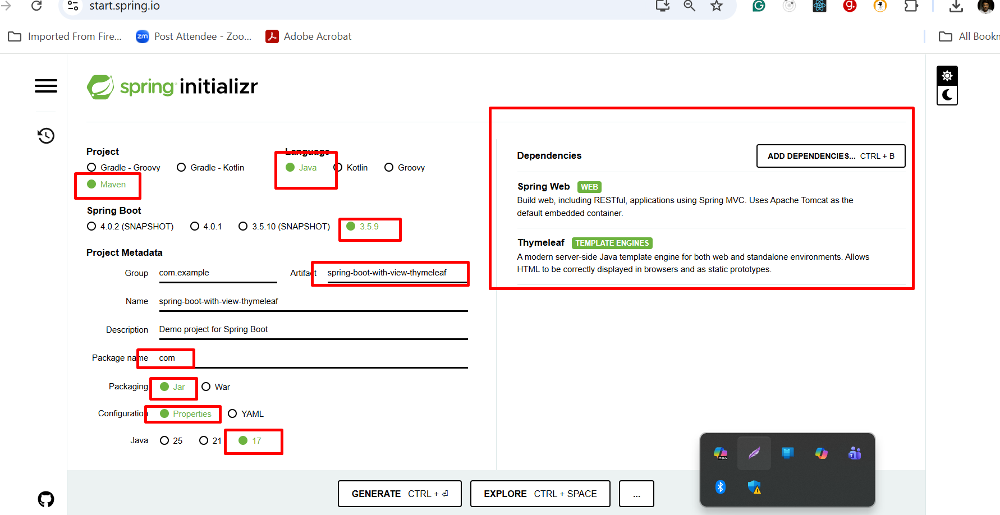 start.spring.io
Imported From Fire...
Post Attendee - Zoo...
Adobe Acrobat
All Bookm
spring initializr
Project
Gradle - Groovy
Gradle - Kotlin
Maven
Language
Java
Kotlin
Groovy
Spring Boot
4.0.2 (SNAPSHOT)
4.0.1
3.5.10 (SNAPSHOT)
3.5.9
Project Metadata
Group com.example
Artifact spring-boot-with-view-thymeleaf
Name spring-boot-with-view-thymeleaf
Description Demo project for Spring Boot
Package name com
Packaging Jar War
Configuration Properties YAML
Java 25 21 17
Dependencies
ADD DEPENDENCIES... CTRL + B
Spring Web WEB
Build web, including RESTful, applications using Spring MVC. Uses Apache Tomcat as the
default embedded container.
Thymeleaf TEMPLATE ENGINES
A modern server-side Java template engine for both web and standalone environments. Allows
HTML to be correctly displayed in browsers and as static prototypes.
GENERATE CTRL + ⏎
EXPLORE CTRL + SPACE
...